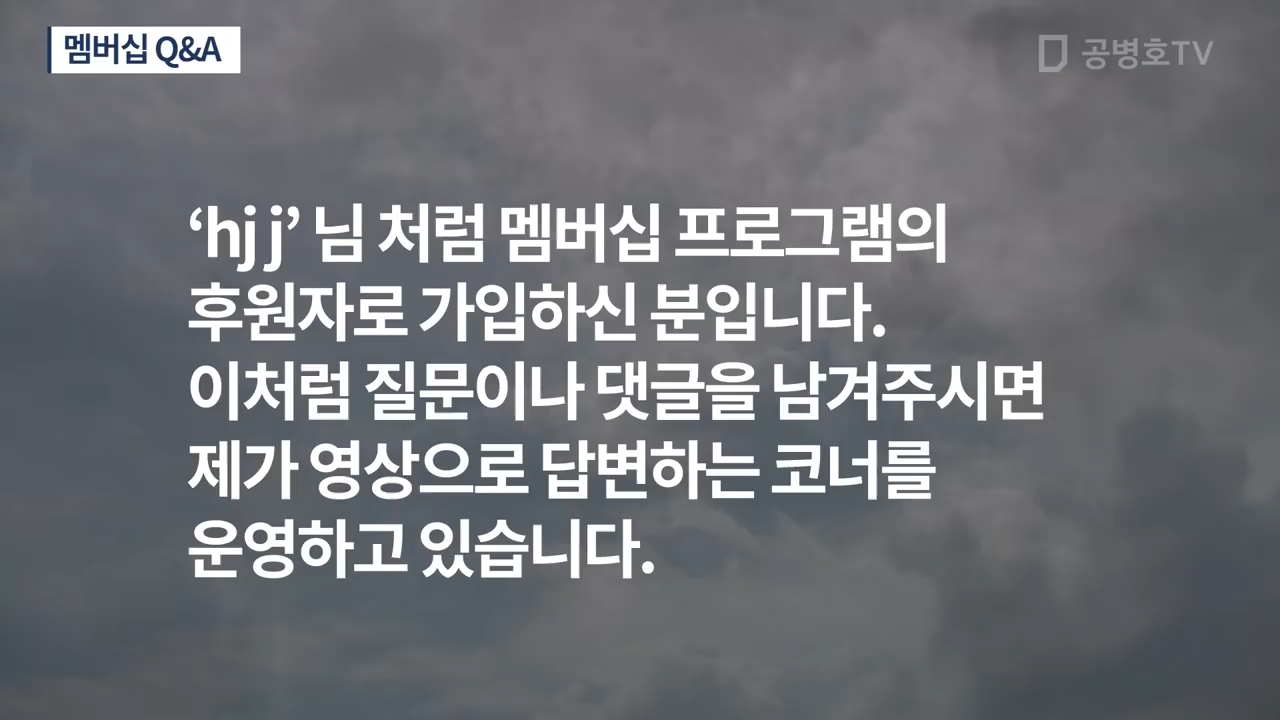 멤버십 Q&A
공병호TV
‘hj j’ 님 처럼 멤버십 프로그램의
후원자로 가입하신 분입니다.
이처럼 질문이나 댓글을 남겨주시면
제가 영상으로 답변하는 코너를
운영하고 있습니다.